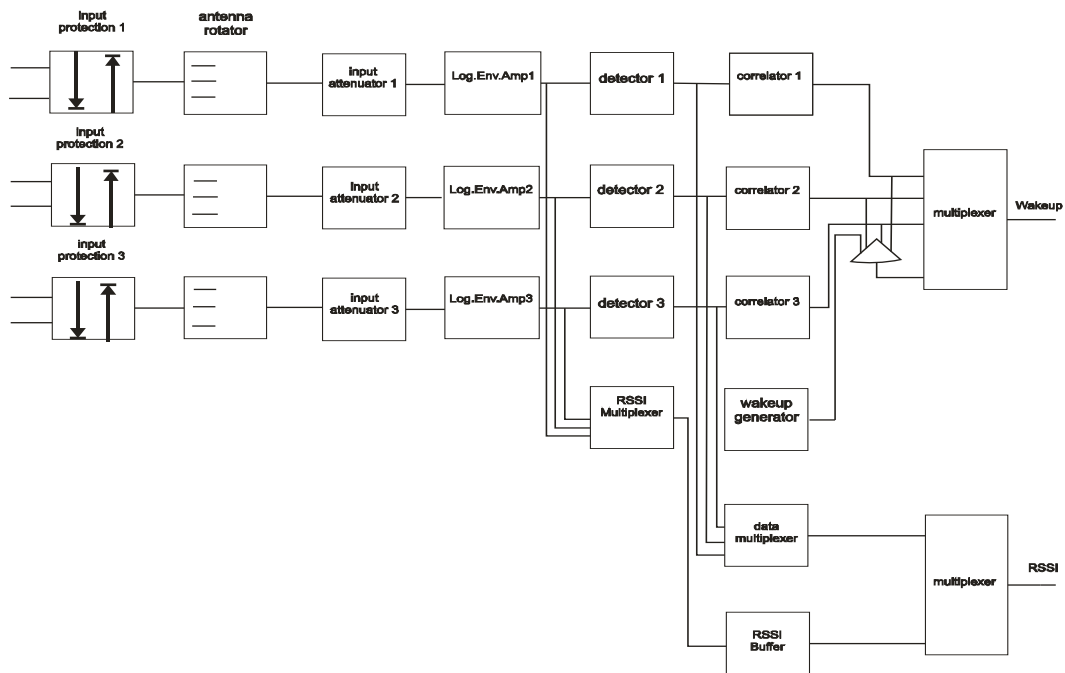 input
protection 1
antenna
rotator
input
attenuator 1
Log.Env.Amp1
detector 1
correlator 1
input
protection 2
input
attenuator 2
Log.Env.Amp2
detector 2
correlator 2
multiplexer
Wakeup
input
protection 3
input
attenuator 3
Log.Env.Amp3
detector 3
correlator 3
RSSI
Multiplexer
wakeup
generator
data
multiplexer
multiplexer
RSSI
RSSI
Buffer